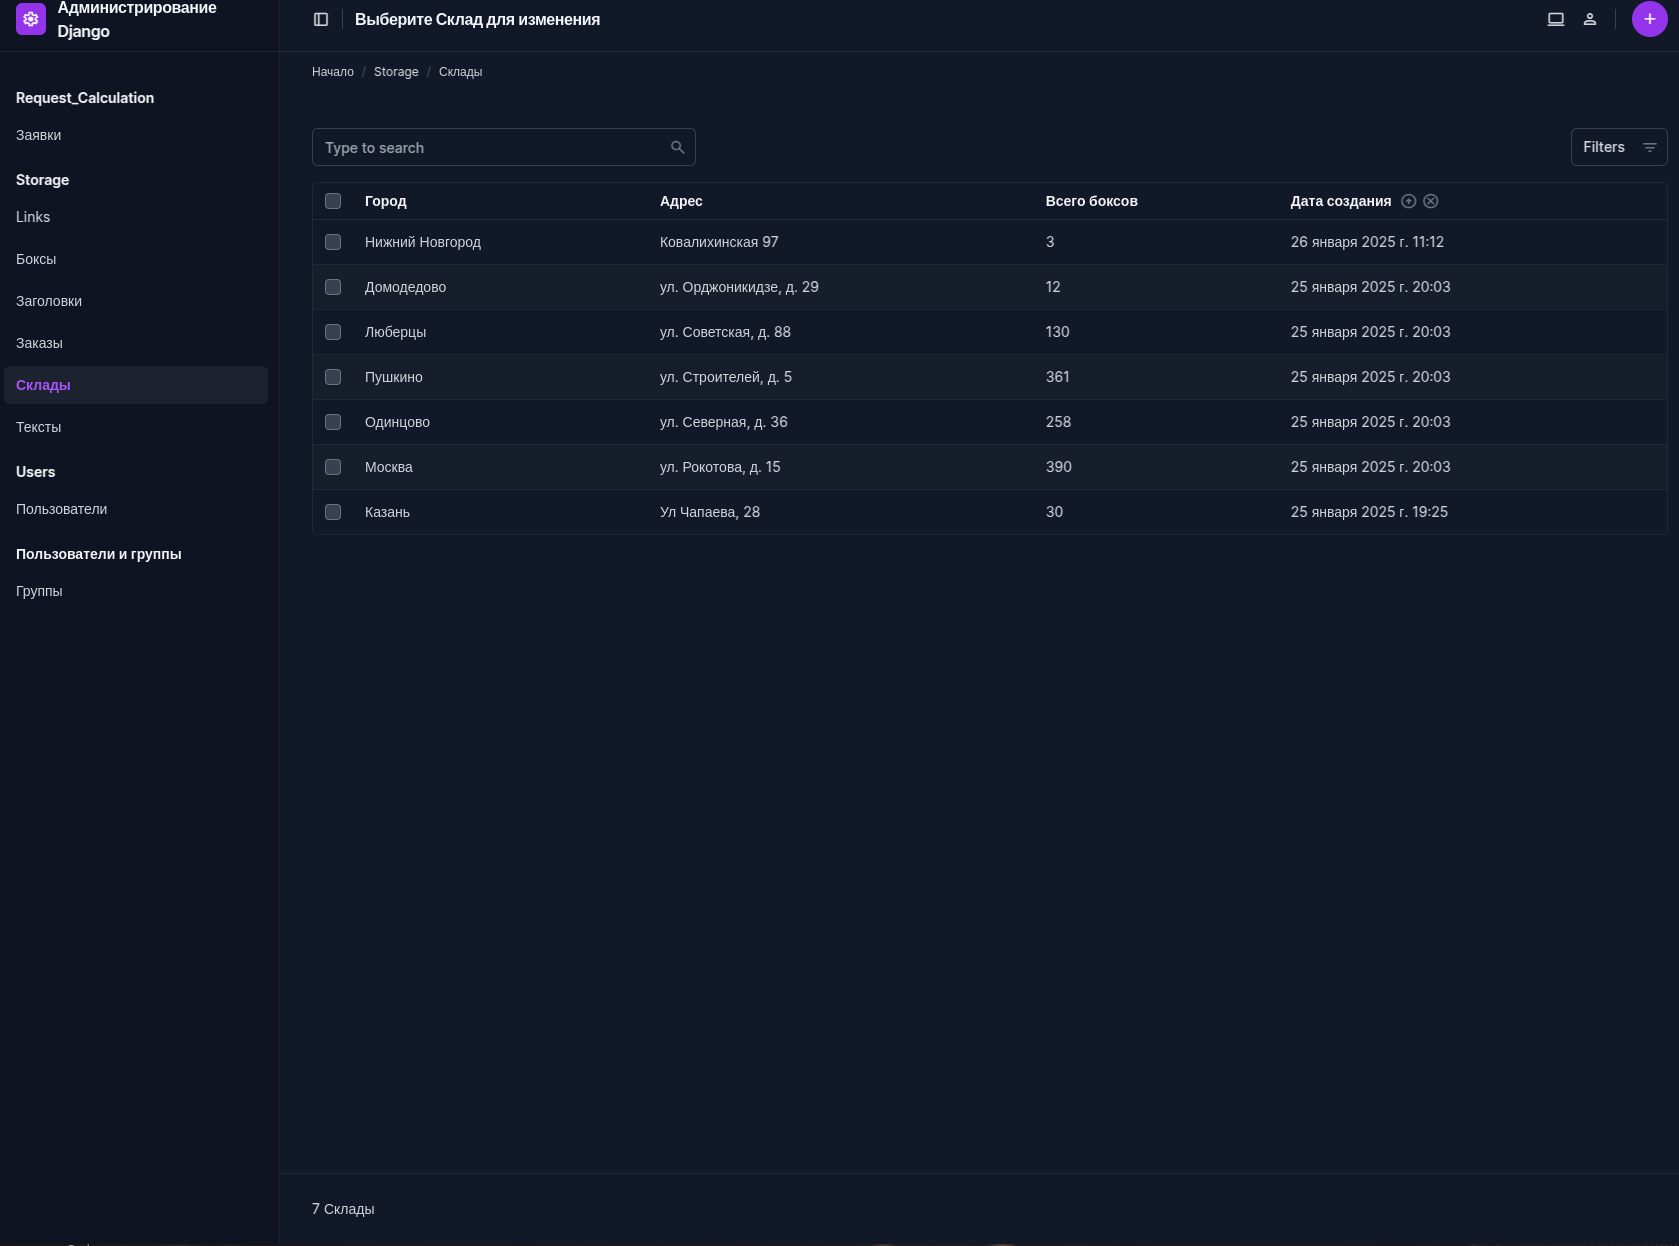 Администрирование
Django
Выберите Склад для изменения
Начало / Storage / Склады
Request_Calculation
Заявки
Storage
Links
Боксы
Заголовки
Заказы
Склады
Тексты
Users
Пользователи
Пользователи и группы
Группы
Type to search
Filters
Город Адрес Всего боксов Дата создания
Нижний Новгород Ковалихинская 97 3 26 января 2025 г. 11:12
Домодедово ул. Орджоникидзе, д. 29 12 25 января 2025 г. 20:03
Люберцы ул. Советская, д. 88 130 25 января 2025 г. 20:03
Пушкино ул. Строителей, д. 5 361 25 января 2025 г. 20:03
Одинцово ул. Северная, д. 36 258 25 января 2025 г. 20:03
Москва ул. Рокотова, д. 15 390 25 января 2025 г. 20:03
Казань Ул Чапаева, 28 30 25 января 2025 г. 19:25
7 Склады